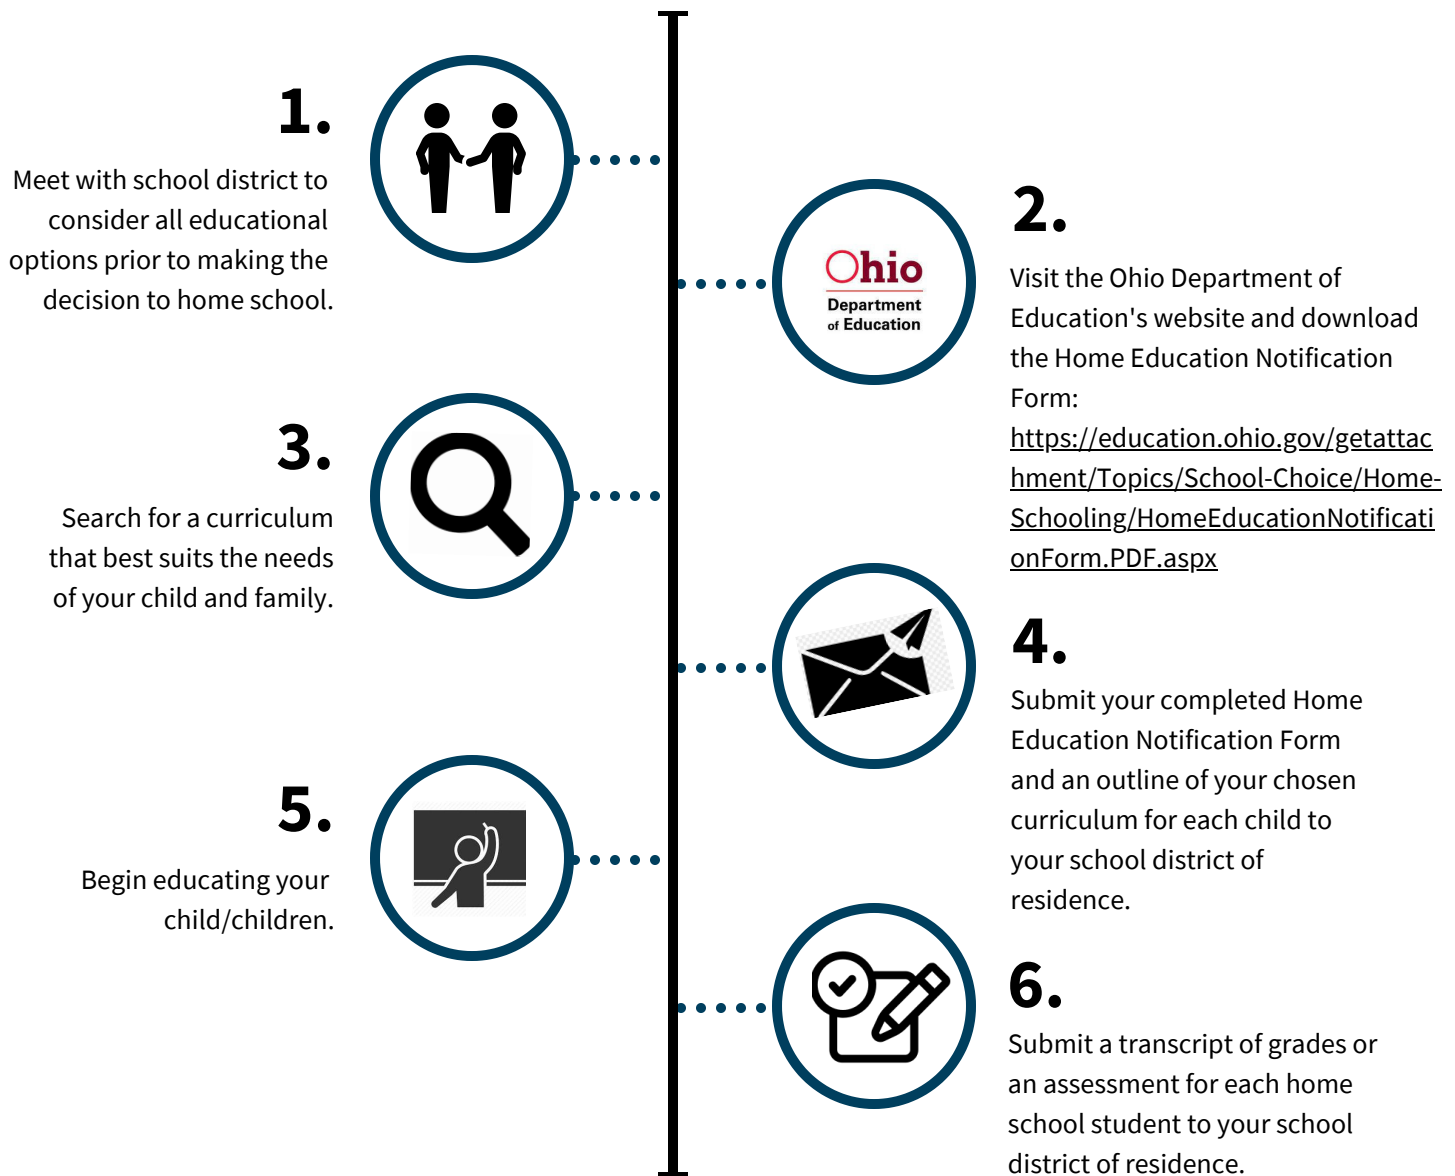 1.
Meet with school district to
consider all educational
options prior to making the
decision to home school.
2.
Ohio
Department
of Education
Visit the Ohio Department of
Education's website and download
the Home Education Notification
Form:
https://education.ohio.gov/getattac
hment/Topics/School-Choice/Home-
Schooling/HomeEducationNotificati
onForm.PDF.aspx
3.
Search for a curriculum
that best suits the needs
of your child and family.
4.
Submit your completed Home
Education Notification Form
and an outline of your chosen
curriculum for each child to
your school district of
residence.
5.
Begin educating your
child/children.
6.
Submit a transcript of grades or
an assessment for each home
school student to your school
district of residence.